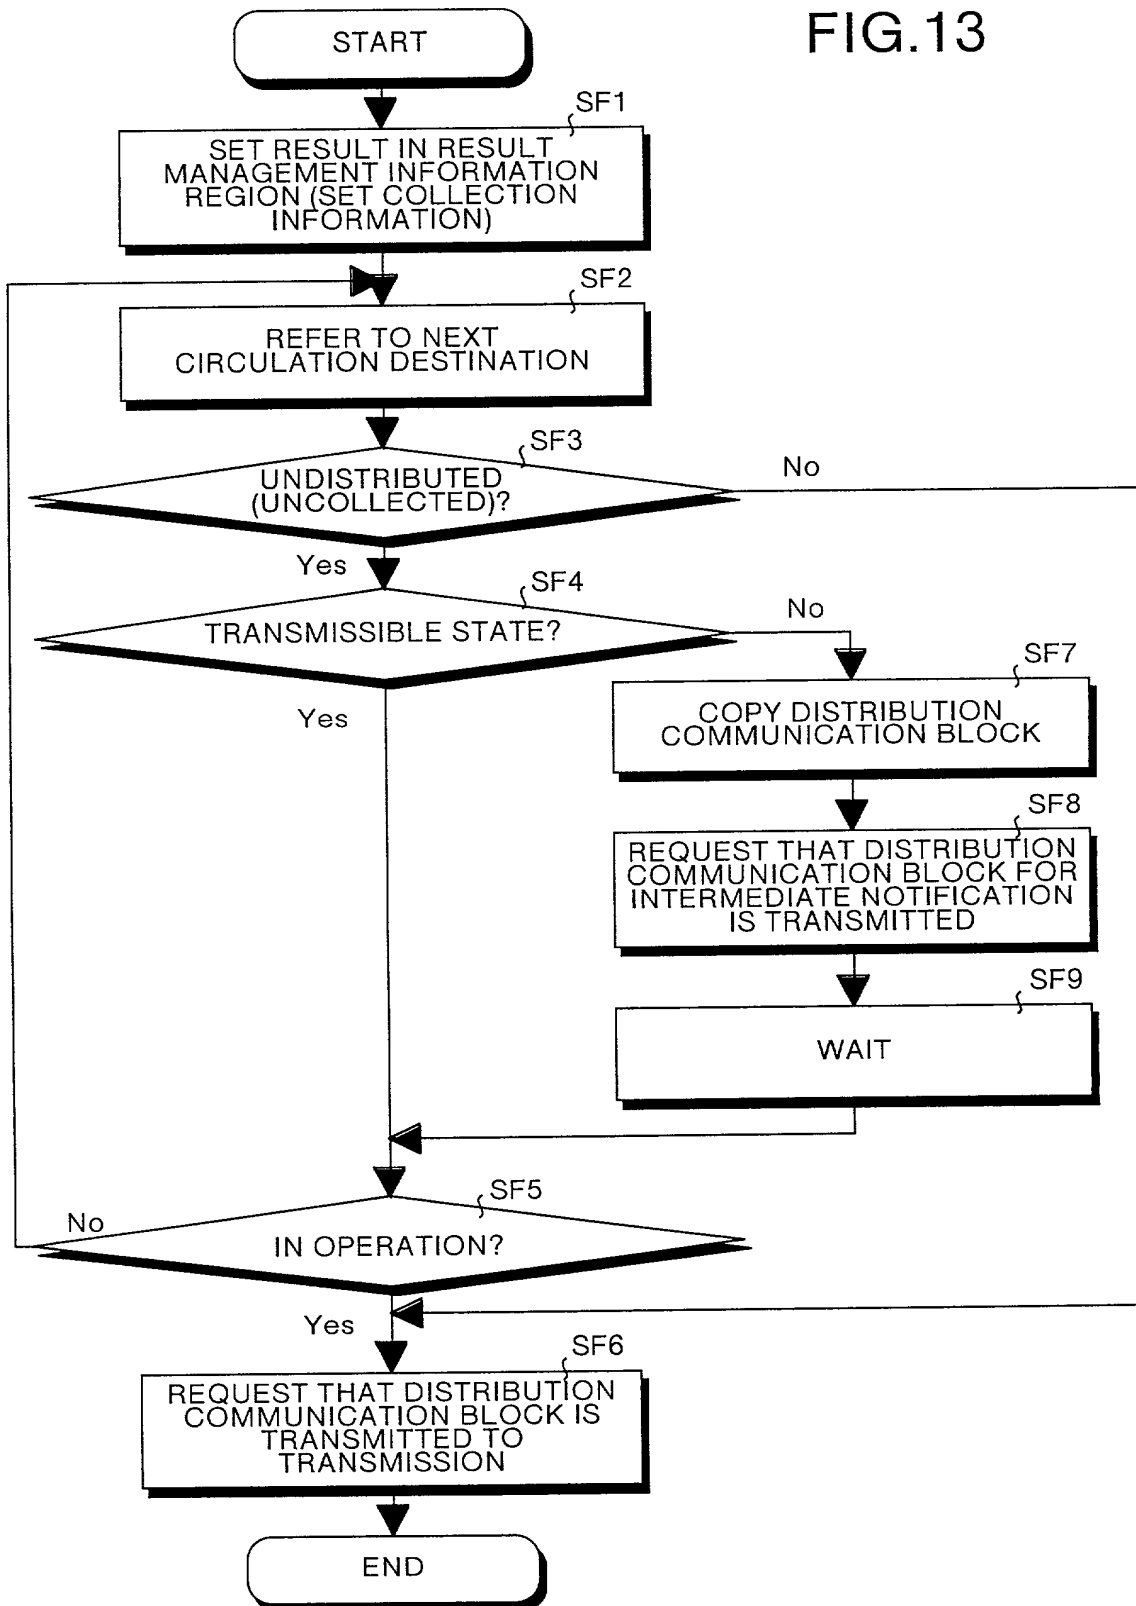 FIG.13
START
SF1
SET RESULT IN RESULT
MANAGEMENT INFORMATION
REGION (SET COLLECTION
INFORMATION)
SF2
REFER TO NEXT
CIRCULATION DESTINATION
SF3
UNDISTRIBUTED
(UNCOLLECTED)?
No
Yes
SF4
TRANSMISSIBLE STATE?
No
Yes
SF7
COPY DISTRIBUTION
COMMUNICATION BLOCK
SF8
REQUEST THAT DISTRIBUTION
COMMUNICATION BLOCK FOR
INTERMEDIATE NOTIFICATION
IS TRANSMITTED
SF9
WAIT
SF5
No
IN OPERATION?
Yes
SF6
REQUEST THAT DISTRIBUTION
COMMUNICATION BLOCK IS
TRANSMITTED TO
TRANSMISSION
END